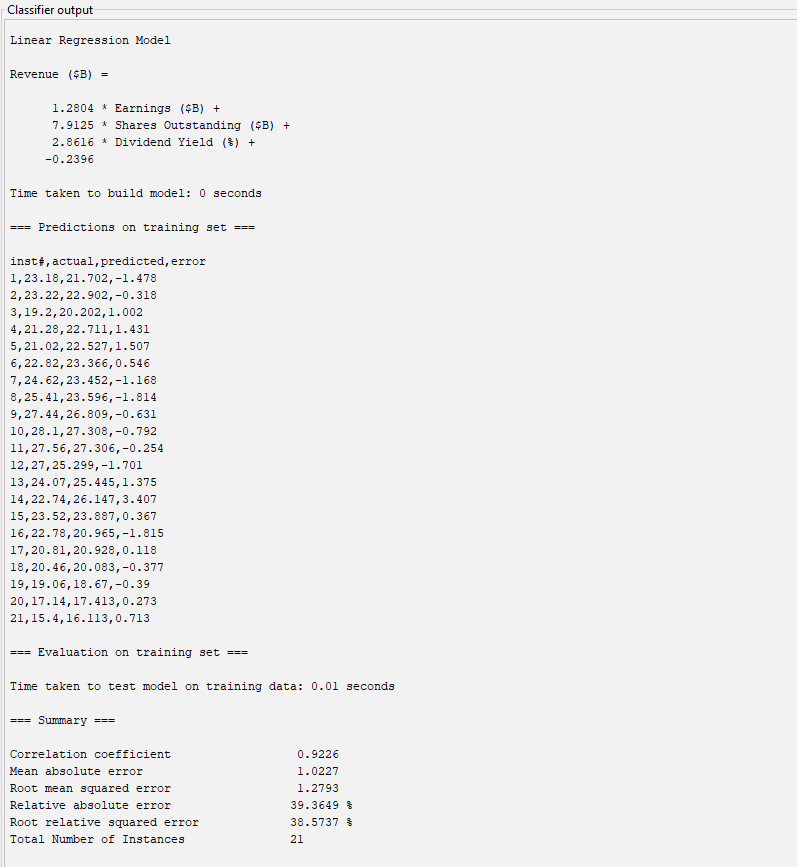 Classifier output
Linear Regression Model
Revenue ($B) =
1.2804 * Earnings ($B) +
7.9125 * Shares Outstanding ($B) +
2.8616 * Dividend Yield (%) +
-0.2396
Time taken to build model: 0 seconds
=== Predictions on training set ===
inst#,actual,predicted,error
1,23.18,21.702,-1.478
2,23.22,22.902,-0.318
3,19.2,20.202,1.002
4,21.28,22.711,1.431
5,21.02,22.527,1.507
6,22.82,23.366,0.546
7,24.62,23.452,-1.168
8,25.41,23.596,-1.814
9,27.44,26.809,-0.631
10,28.1,27.308,-0.792
11,27.56,27.306,-0.254
12,27,25.299,-1.701
13,24.07,25.445,1.375
14,22.74,26.147,3.407
15,23.52,23.887,0.367
16,22.78,20.965,-1.815
17,20.81,20.928,0.118
18,20.46,20.083,-0.377
19,19.06,18.67,-0.39
20,17.14,17.413,0.273
21,15.4,16.113,0.713
=== Evaluation on training set ===
Time taken to test model on training data: 0.01 seconds
=== Summary ===
Correlation coefficient 0.9226
Mean absolute error 1.0227
Root mean squared error 1.2793
Relative absolute error 39.3649 %
Root relative squared error 38.5737 %
Total Number of Instances 21